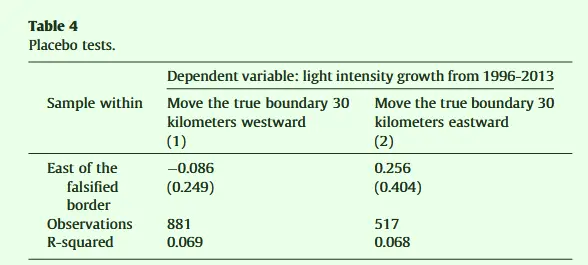 Table 4
Placebo tests.
Dependent variable: light intensity growth from 1996-2013
Sample within Move the true boundary 30 kilometers westward Move the true boundary 30 kilometers eastward
(1) (2)
East of the falsified border −0.086 0.256
(0.249) (0.404)
Observations 881 517
R-squared 0.069 0.068